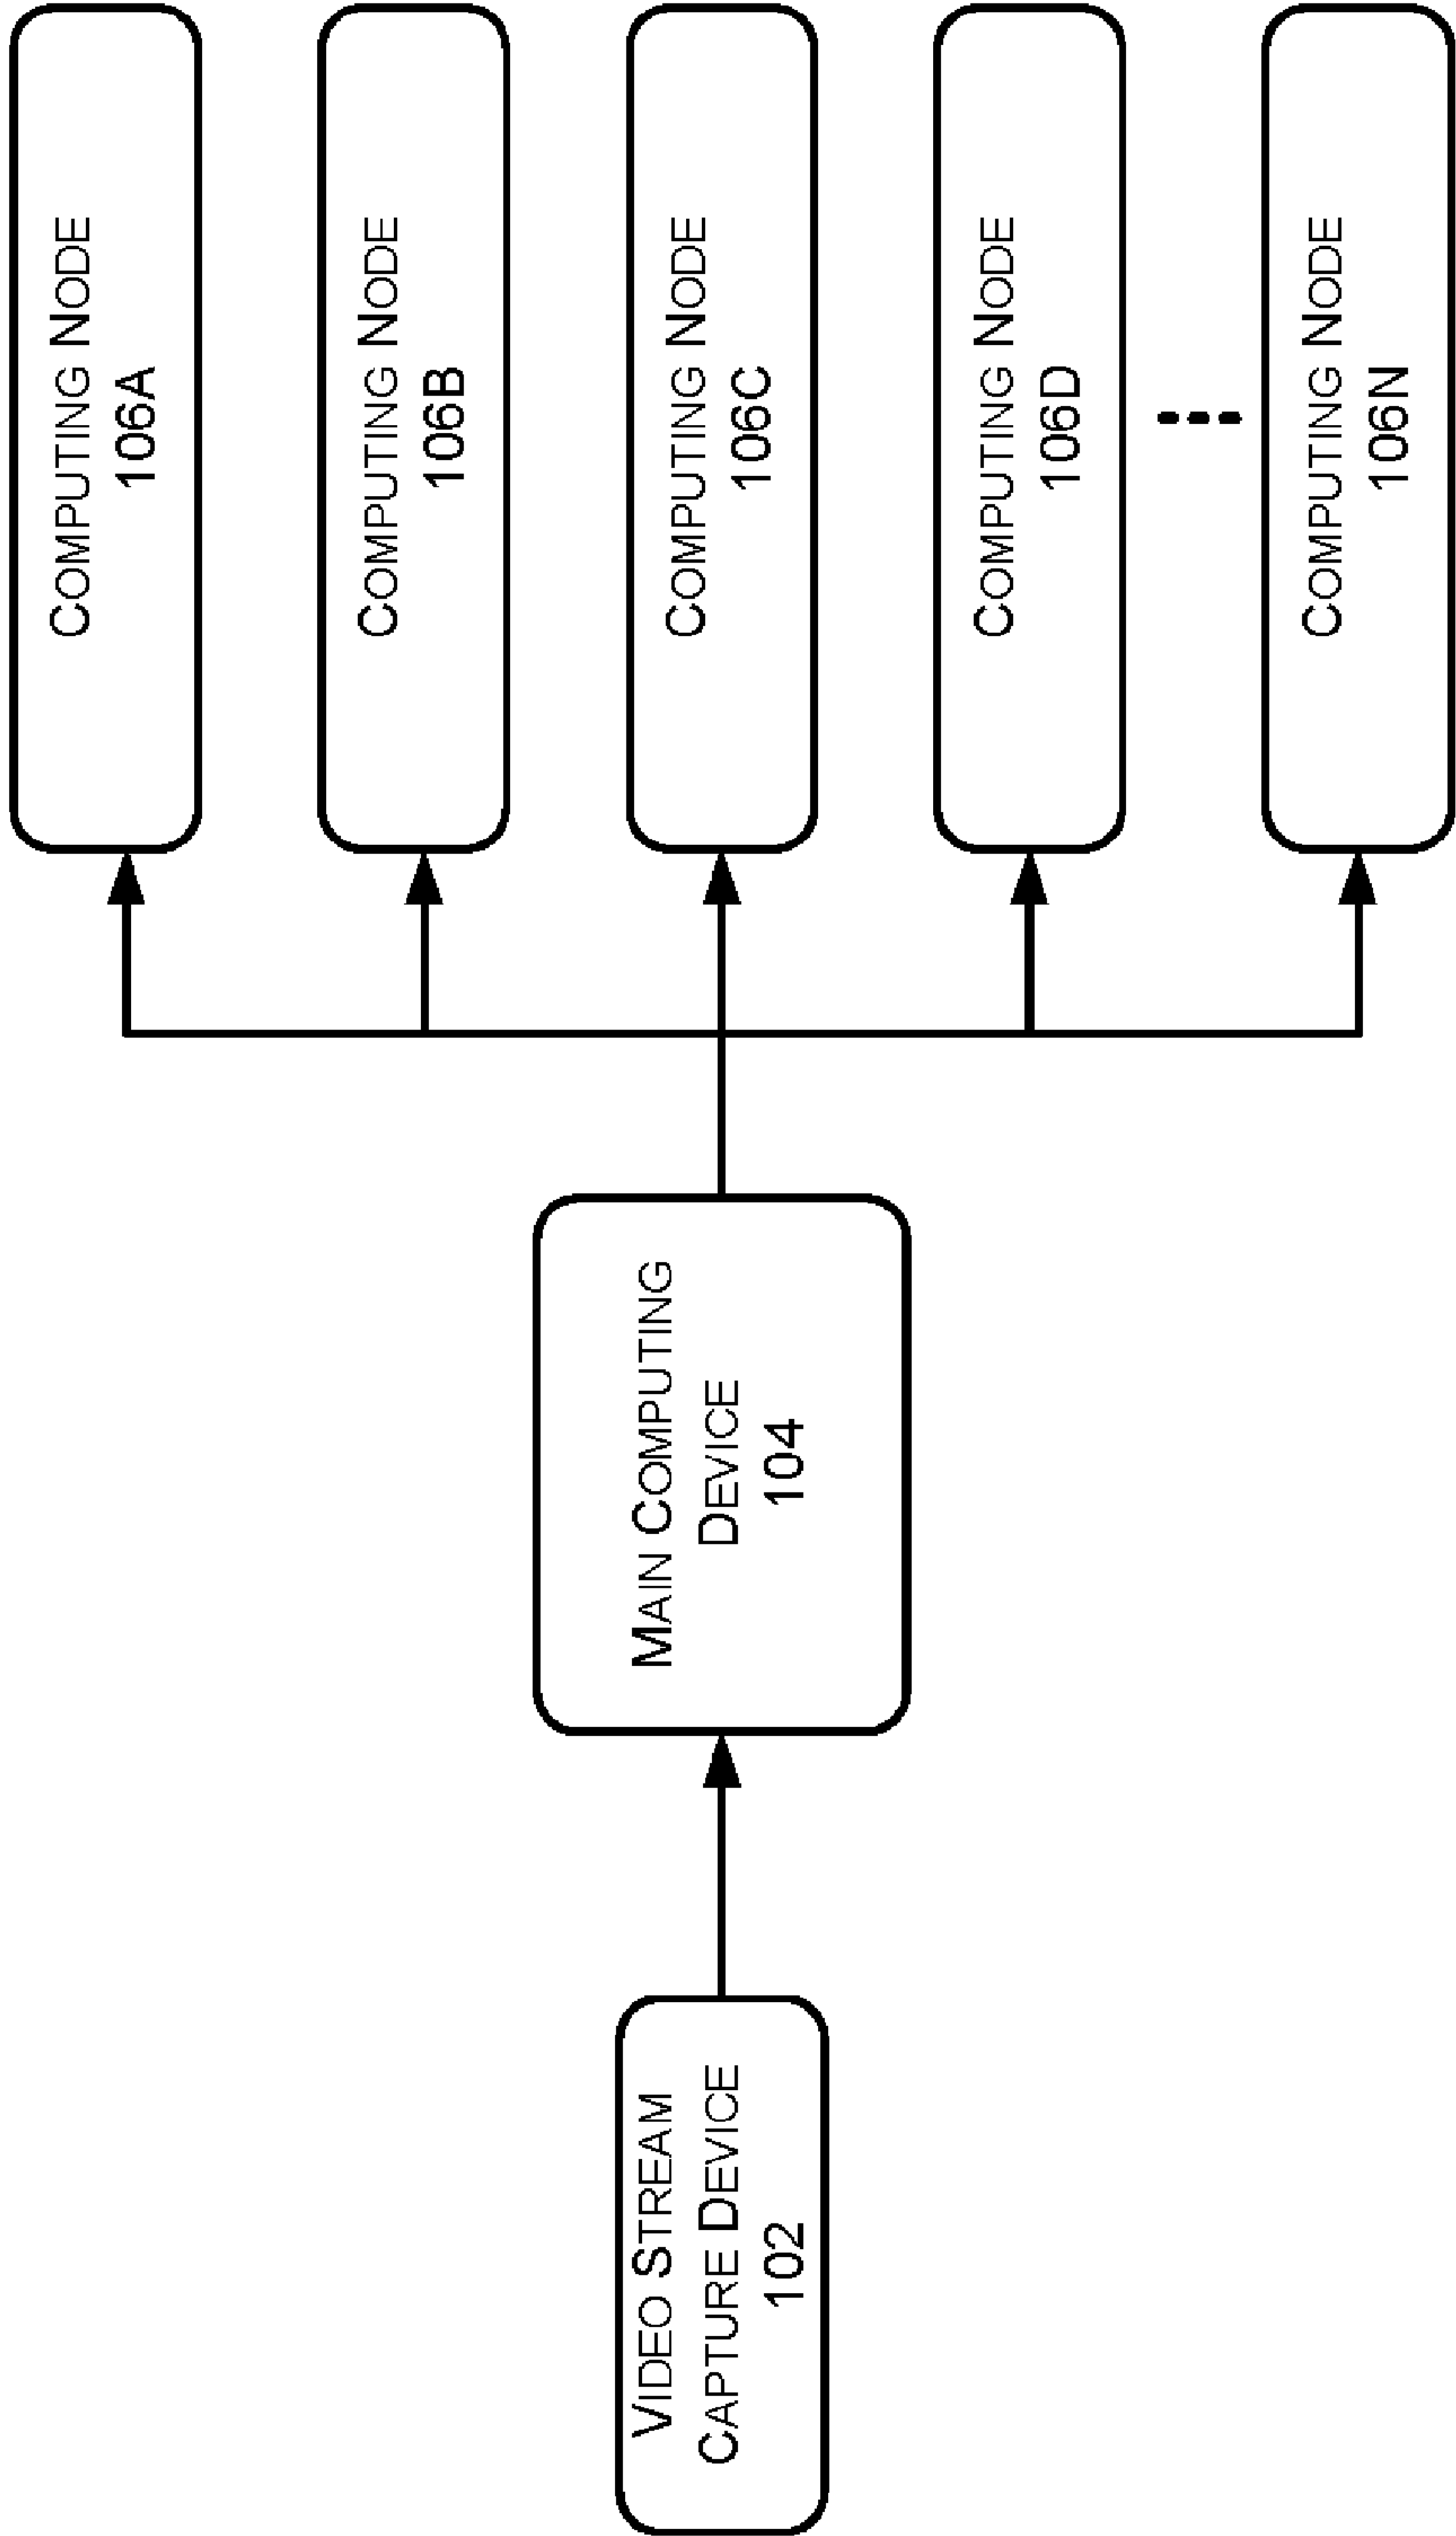 VIDEO STREAM
CAPTURE DEVICE
102
MAIN COMPUTING
DEVICE
104
COMPUTING NODE
106A
COMPUTING NODE
106B
COMPUTING NODE
106C
COMPUTING NODE
106D
COMPUTING NODE
106N